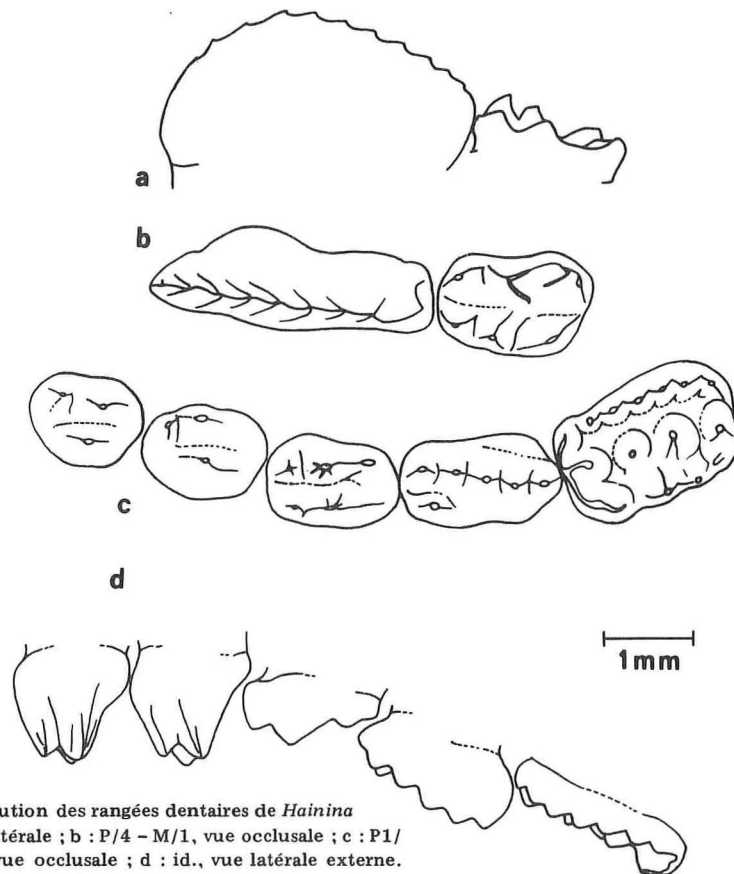 a
b
c
d
1mm
ution des rangées dentaires de Hainina
térale ; b : P/4 – M/1, vue occlusale ; c : P1/
vue occlusale ; d : id., vue latérale externe.